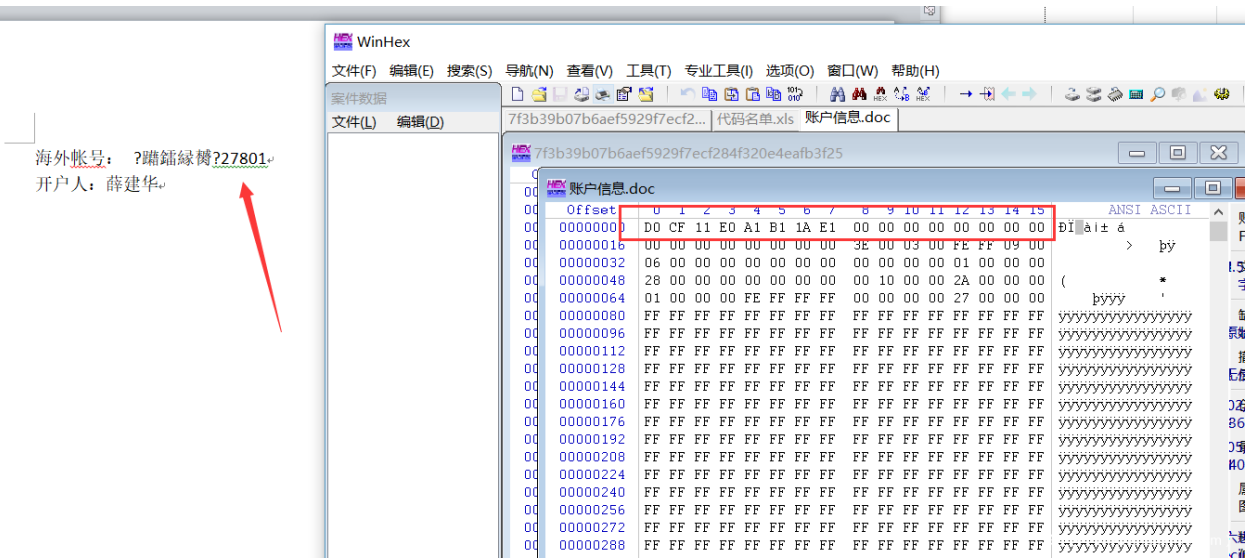 WinHex
文件(F) 编辑(E) 搜索(S) 导航(N) 查看(V) 工具(T) 专业工具(I) 选项(O) 窗口(W) 帮助(H)
案件数据
文件(L) 编辑(D)
7f3b39b07b6aef5929f7ecf2... 代码名单.xls 账户信息.doc
7f3b39b07b6aef5929f7ecf284f320e4eafb3f25
海外帐号:
?27801
开户人:薛建华
账户信息.doc
Offset 0 1 2 3 4 5 6 7 8 9 10 11 12 13 14 15 ANSI ASCII
00000000 D0 CF 11 E0 A1 B1 1A E1 00 00 00 00 00 00 00 00 ÐÏ à¡± á
00000016 00 00 00 00 00 00 00 00 3E 00 03 00 FE FF 09 00 > þÿ
00000032 06 00 00 00 00 00 00 00 00 00 00 00 01 00 00 00
00000048 28 00 00 00 00 00 00 00 00 10 00 00 2A 00 00 00 ( *
00000064 01 00 00 00 FE FF FF FF 00 00 00 00 27 00 00 00 þÿÿÿ '
00000080 FF FF FF FF FF FF FF FF FF FF FF FF FF FF FF FF ÿÿÿÿÿÿÿÿÿÿÿÿÿÿÿÿ
00000096 FF FF FF FF FF FF FF FF FF FF FF FF FF FF FF FF ÿÿÿÿÿÿÿÿÿÿÿÿÿÿÿÿ
00000112 FF FF FF FF FF FF FF FF FF FF FF FF FF FF FF FF ÿÿÿÿÿÿÿÿÿÿÿÿÿÿÿÿ
00000128 FF FF FF FF FF FF FF FF FF FF FF FF FF FF FF FF ÿÿÿÿÿÿÿÿÿÿÿÿÿÿÿÿ
00000144 FF FF FF FF FF FF FF FF FF FF FF FF FF FF FF FF ÿÿÿÿÿÿÿÿÿÿÿÿÿÿÿÿ
00000160 FF FF FF FF FF FF FF FF FF FF FF FF FF FF FF FF ÿÿÿÿÿÿÿÿÿÿÿÿÿÿÿÿ
00000176 FF FF FF FF FF FF FF FF FF FF FF FF FF FF FF FF ÿÿÿÿÿÿÿÿÿÿÿÿÿÿÿÿ
00000192 FF FF FF FF FF FF FF FF FF FF FF FF FF FF FF FF ÿÿÿÿÿÿÿÿÿÿÿÿÿÿÿÿ
00000208 FF FF FF FF FF FF FF FF FF FF FF FF FF FF FF FF ÿÿÿÿÿÿÿÿÿÿÿÿÿÿÿÿ
00000224 FF FF FF FF FF FF FF FF FF FF FF FF FF FF FF FF ÿÿÿÿÿÿÿÿÿÿÿÿÿÿÿÿ
00000240 FF FF FF FF FF FF FF FF FF FF FF FF FF FF FF FF ÿÿÿÿÿÿÿÿÿÿÿÿÿÿÿÿ
00000256 FF FF FF FF FF FF FF FF FF FF FF FF FF FF FF FF ÿÿÿÿÿÿÿÿÿÿÿÿÿÿÿÿ
00000272 FF FF FF FF FF FF FF FF FF FF FF FF FF FF FF FF ÿÿÿÿÿÿÿÿÿÿÿÿÿÿÿÿ
00000288 FF FF FF FF FF FF FF FF FF FF FF FF FF FF FF FF ÿÿÿÿÿÿÿÿÿÿÿÿÿÿÿÿ